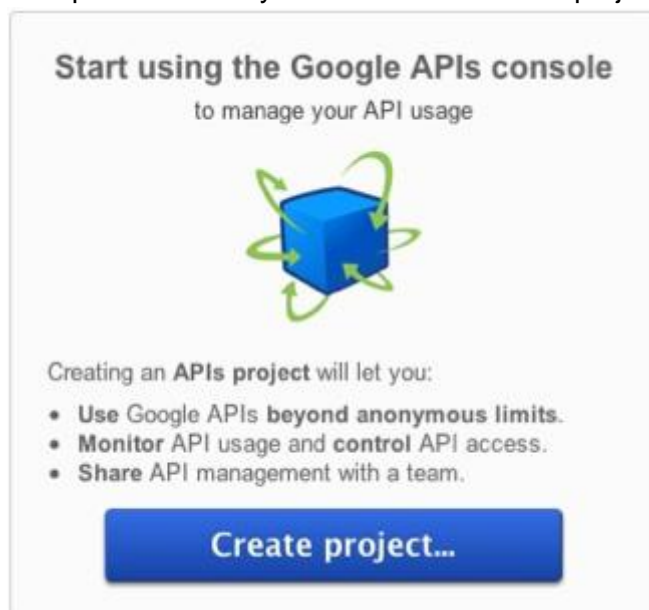 Start using the Google APIs console
to manage your API usage
Creating an APIs project will let you:
• Use Google APIs beyond anonymous limits.
• Monitor API usage and control API access.
• Share API management with a team.
Create project...